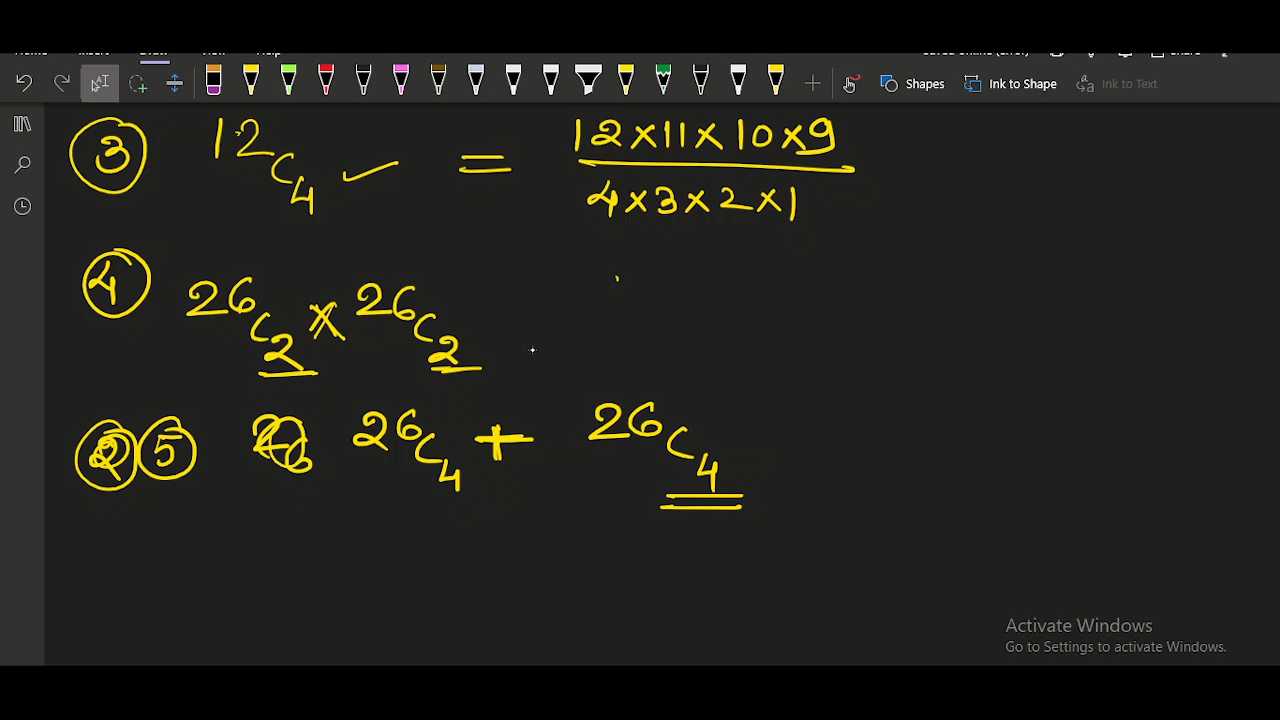 Shapes
Ink to Shape
Ink to Text
③ 12C4 ✓ = 12×11×10×9
4×3×2×1
④ 26C2 × 26C2
⑤ 26C4 + 26C4
Activate Windows
Go to Settings to activate Windows.